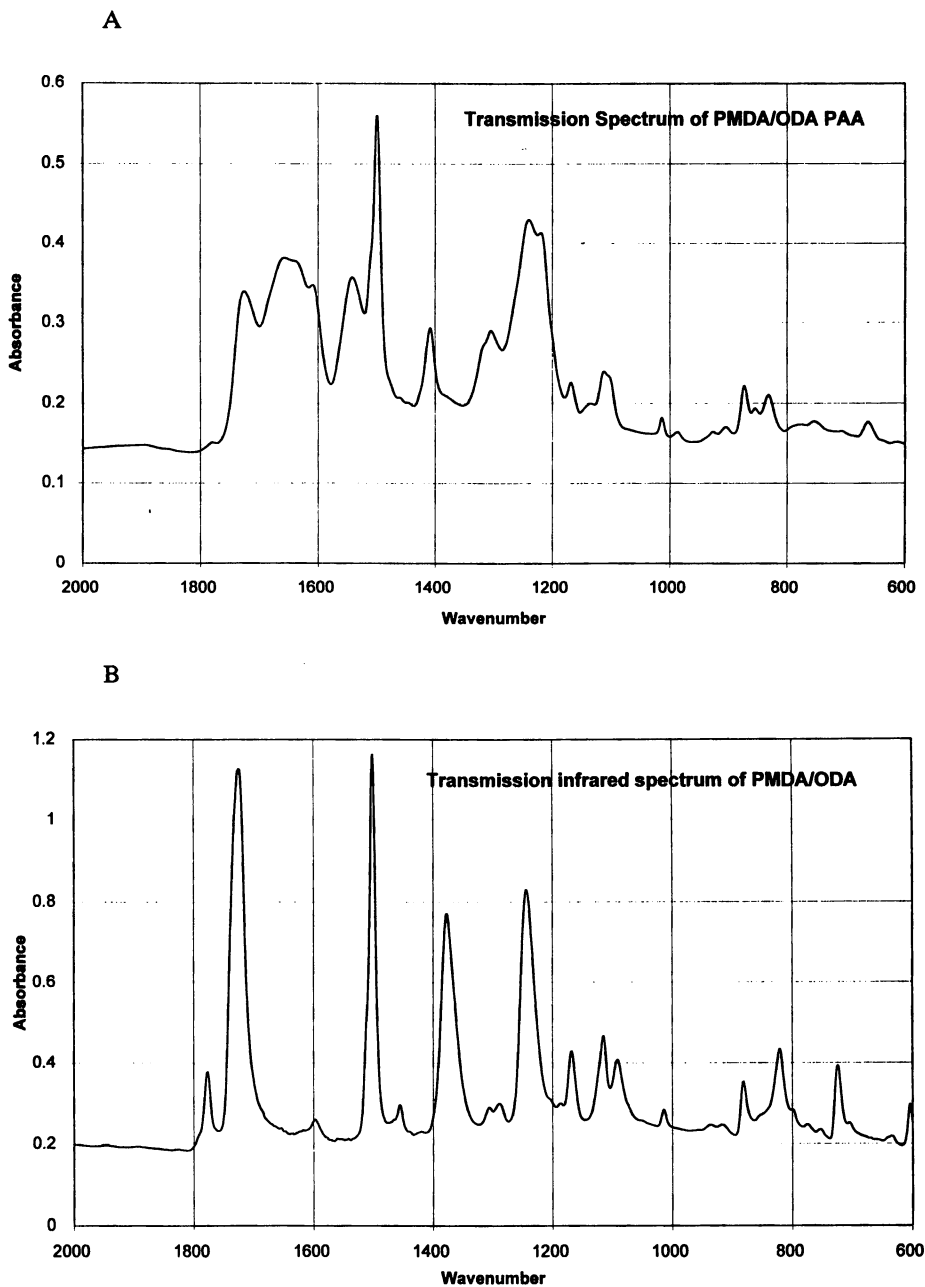 A
Transmission Spectrum of PMDA/ODA PAA
0.6
0.5
0.4
0.3
0.2
0.1
0
Absorbance
2000 1800 1600 1400 1200 1000 800 600
Wavenumber
B
Transmission infrared spectrum of PMDA/ODA
1.2
1
0.8
0.6
0.4
0.2
0
Absorbance
2000 1800 1600 1400 1200 1000 800 600
Wavenumber